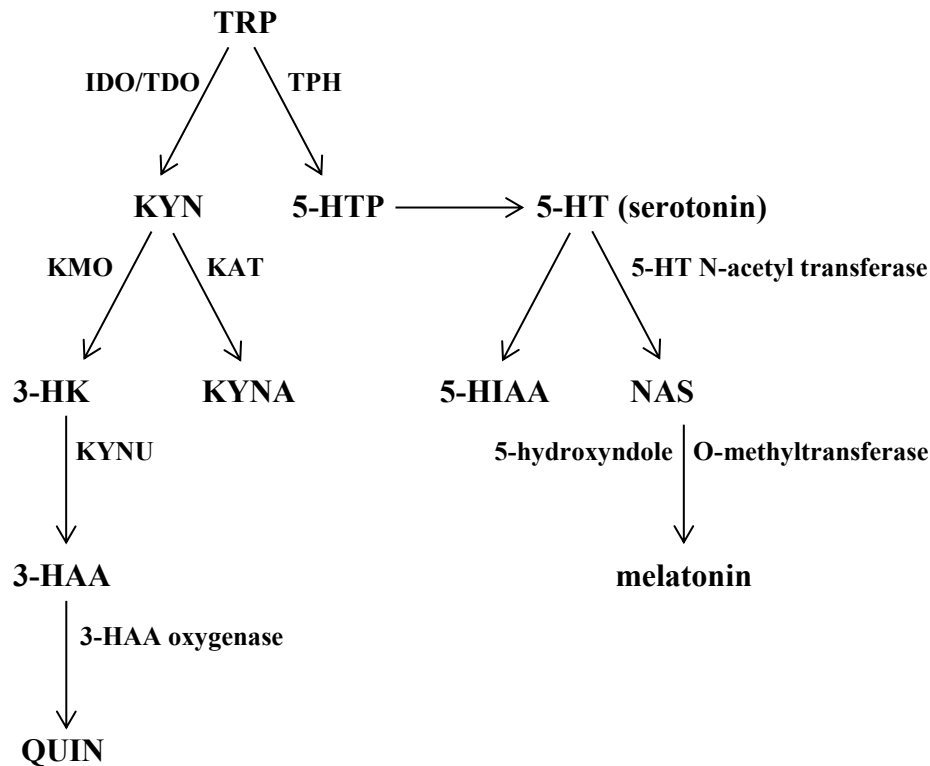 TRP
IDO/TDO TPH
KYN 5-HTP 5-HT (serotonin)
KMO KAT 5-HT N-acetyl transferase
3-HK KYNA 5-HIAA NAS
KYNU 5-hydroxyndole O-methyltransferase
3-HAA melatonin
3-HAA oxygenase
QUIN